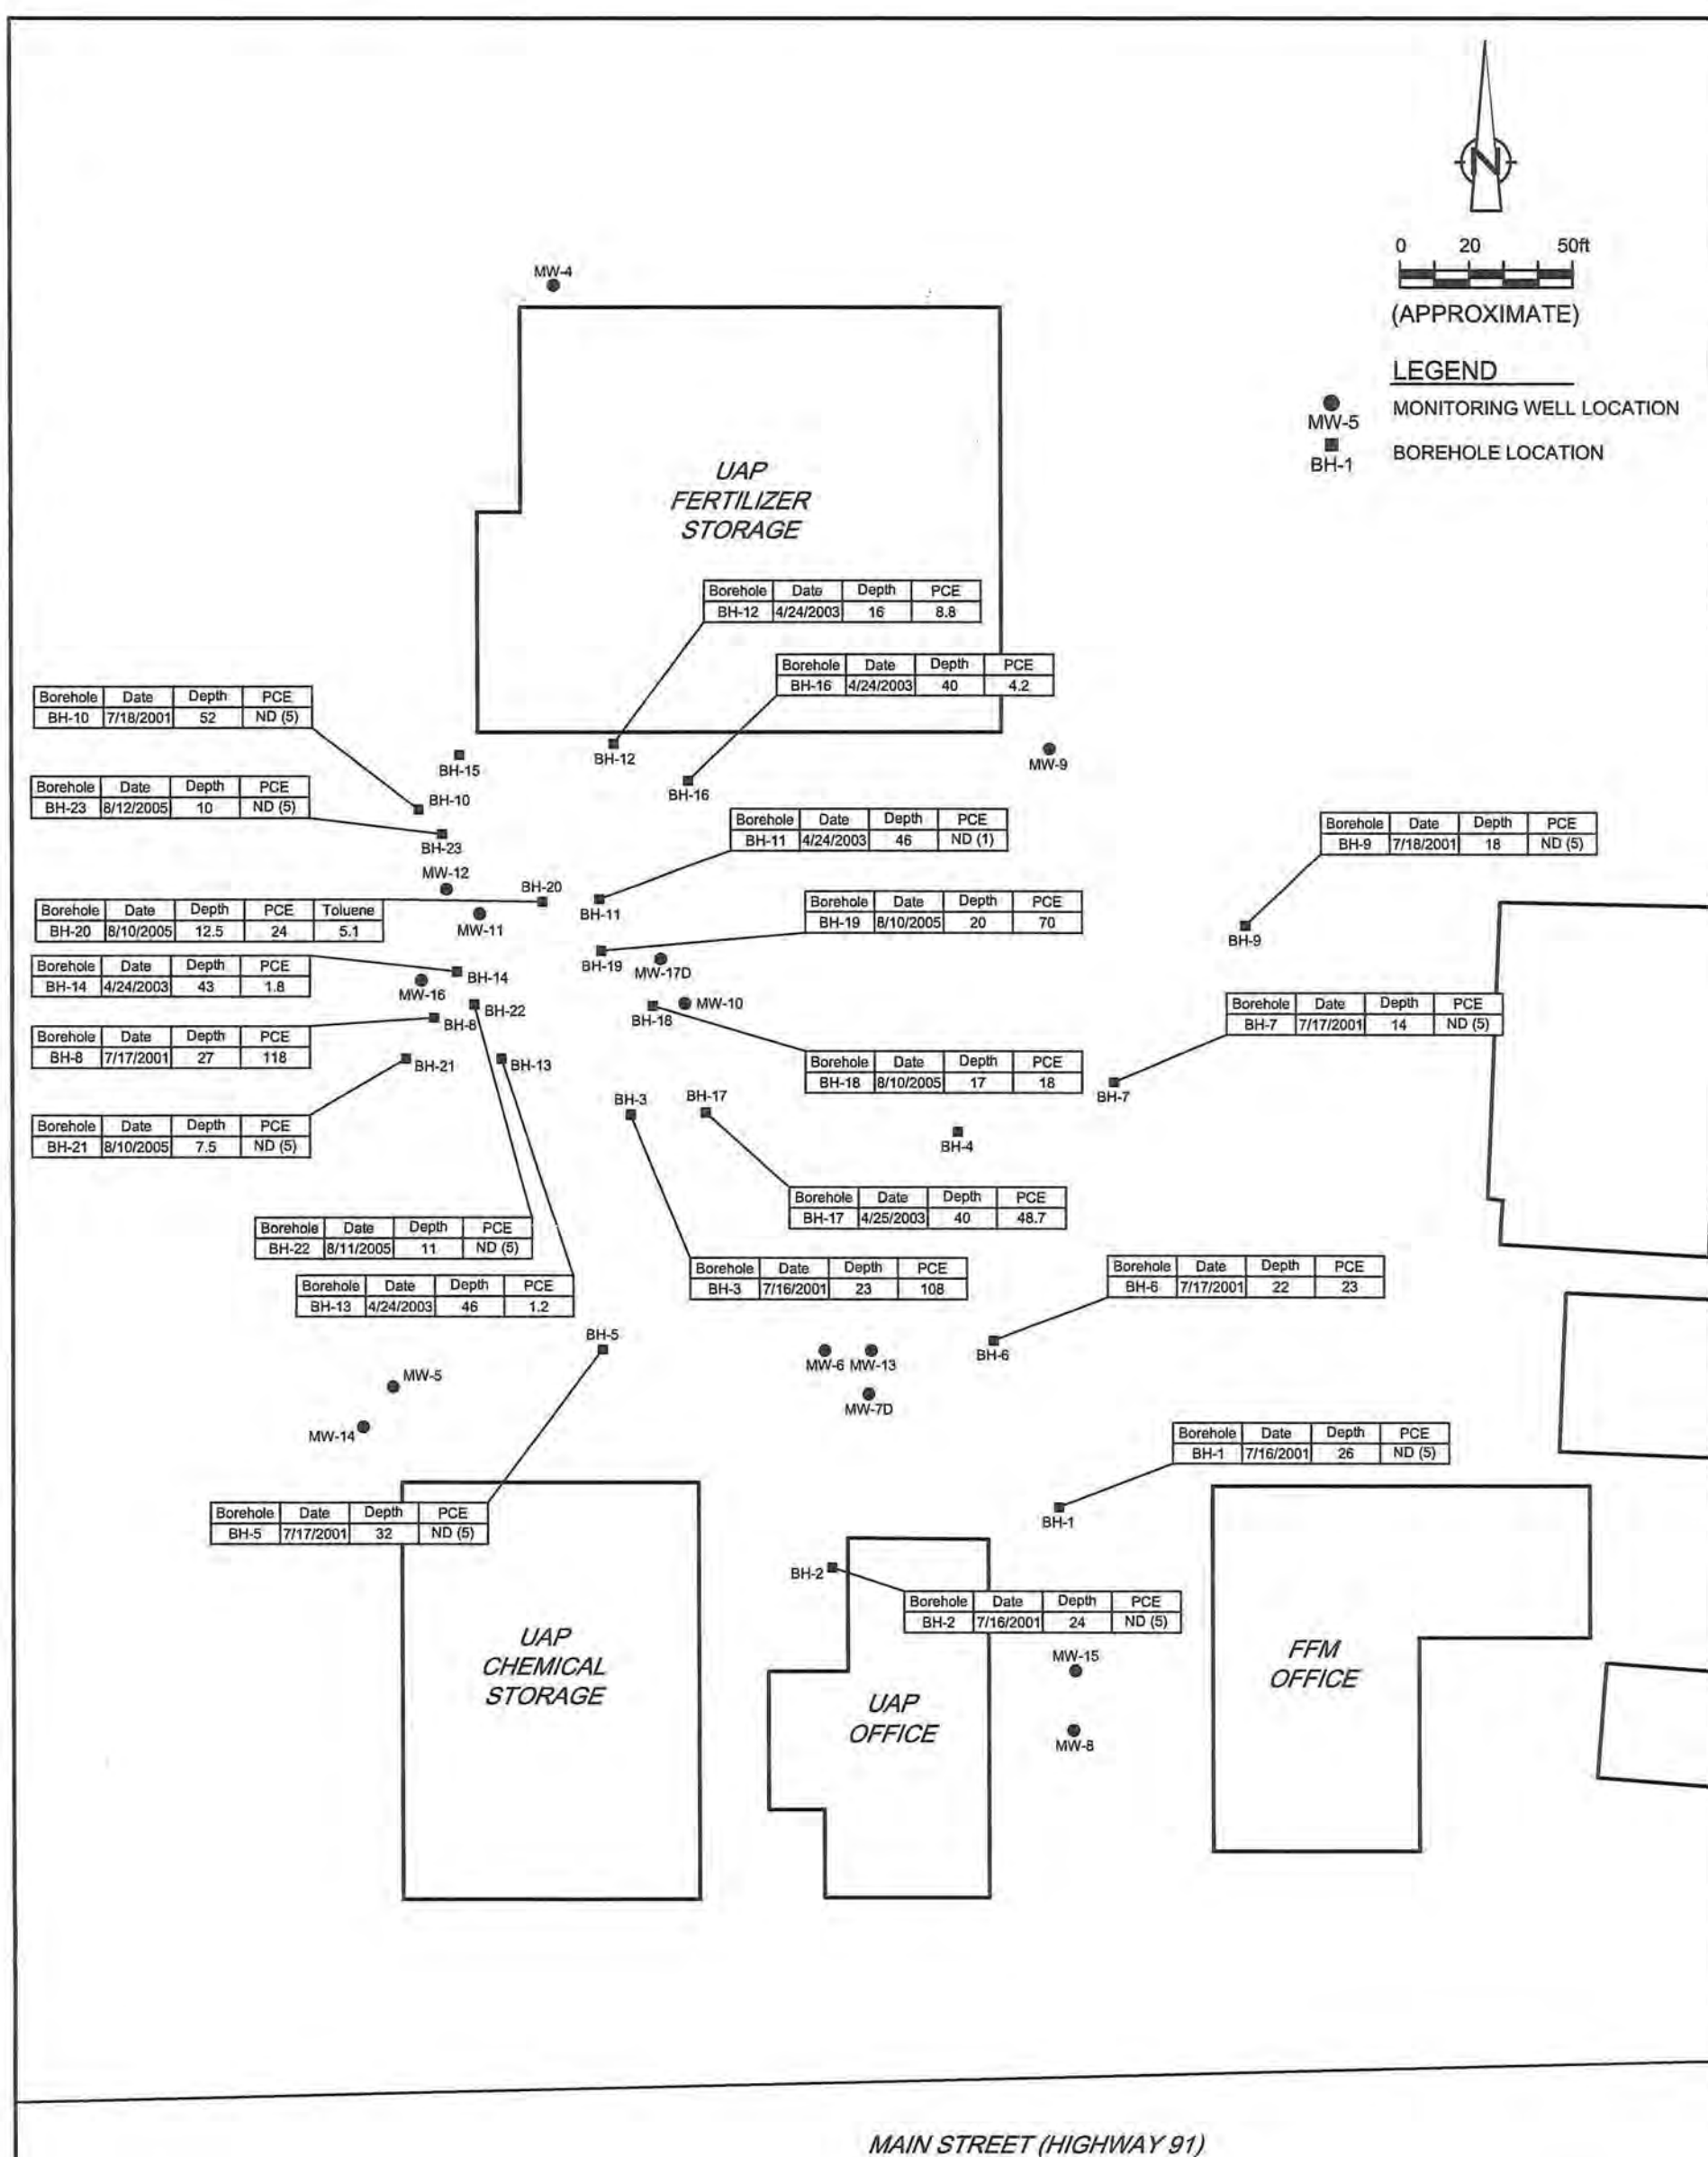 N
0 20 50ft
(APPROXIMATE)
LEGEND
MW-5 MONITORING WELL LOCATION
BH-1 BOREHOLE LOCATION
MW-4
UAP
FERTILIZER
STORAGE
Borehole Date Depth PCE
BH-12 4/24/2003 16 8.8
Borehole Date Depth PCE
BH-16 4/24/2003 40 4.2
Borehole Date Depth PCE
BH-10 7/18/2001 52 ND (5)
BH-15
BH-12
MW-9
BH-16
BH-10
Borehole Date Depth PCE
BH-23 8/12/2005 10 ND (5)
BH-23
Borehole Date Depth PCE
BH-11 4/24/2003 46 ND (1)
Borehole Date Depth PCE
BH-9 7/18/2001 18 ND (5)
MW-12
BH-20
BH-11
Borehole Date Depth PCE Toluene
BH-20 8/10/2005 12.5 24 5.1
MW-11
Borehole Date Depth PCE
BH-19 8/10/2005 20 70
BH-9
BH-19
MW-17D
Borehole Date Depth PCE
BH-14 4/24/2003 43 1.8
BH-14
MW-16
BH-22
BH-8
MW-10
BH-18
Borehole Date Depth PCE
BH-7 7/17/2001 14 ND (5)
Borehole Date Depth PCE
BH-8 7/17/2001 27 118
BH-21
BH-13
Borehole Date Depth PCE
BH-18 8/10/2005 17 18
BH-7
BH-3
BH-17
Borehole Date Depth PCE
BH-21 8/10/2005 7.5 ND (5)
BH-4
Borehole Date Depth PCE
BH-17 4/25/2003 40 48.7
Borehole Date Depth PCE
BH-22 8/11/2005 11 ND (5)
Borehole Date Depth PCE
BH-3 7/16/2001 23 108
Borehole Date Depth PCE
BH-6 7/17/2001 22 23
Borehole Date Depth PCE
BH-13 4/24/2003 46 1.2
BH-5
MW-6 MW-13
BH-6
MW-5
MW-7D
MW-14
Borehole Date Depth PCE
BH-1 7/16/2001 26 ND (5)
Borehole Date Depth PCE
BH-5 7/17/2001 32 ND (5)
BH-1
BH-2
Borehole Date Depth PCE
BH-2 7/16/2001 24 ND (5)
UAP
CHEMICAL
STORAGE
MW-15
FFM
OFFICE
UAP
OFFICE
MW-8
MAIN STREET (HIGHWAY 91)